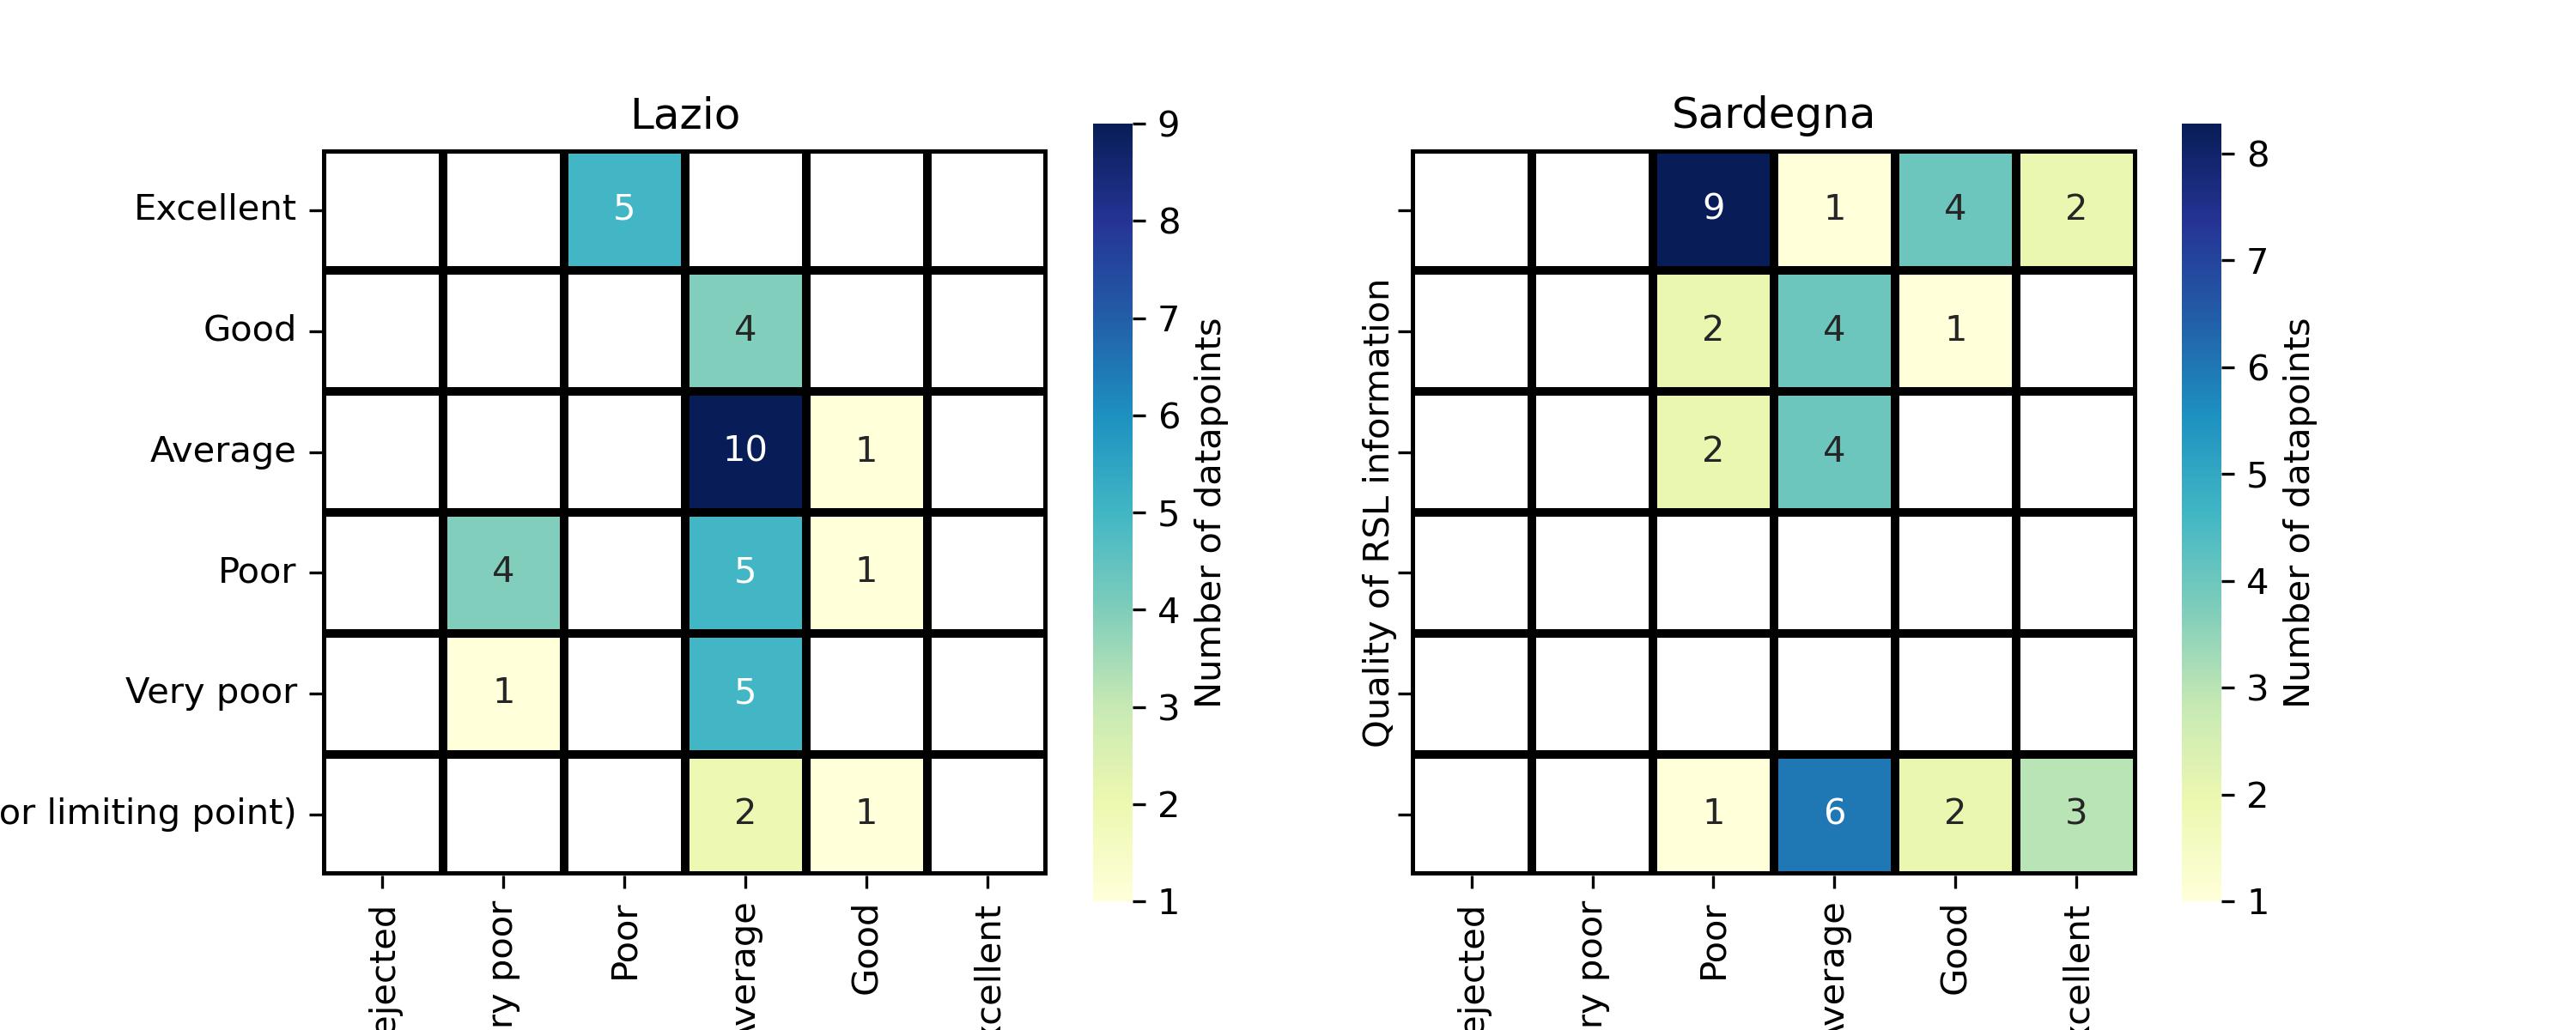 Lazio
Excellent
Good
Average
Poor
Very poor
or limiting point)
5
4
10 1
4 5 1
1 5
2 1
Poor
Average
Good
9
8
7
6
5
4
3
2
1
Number of datapoints
Sardegna
Quality of RSL information
9 1 4 2
2 4 1
2 4
1 6 2 3
Poor
Average
Good
8
7
6
5
4
3
2
1
Number of datapoints